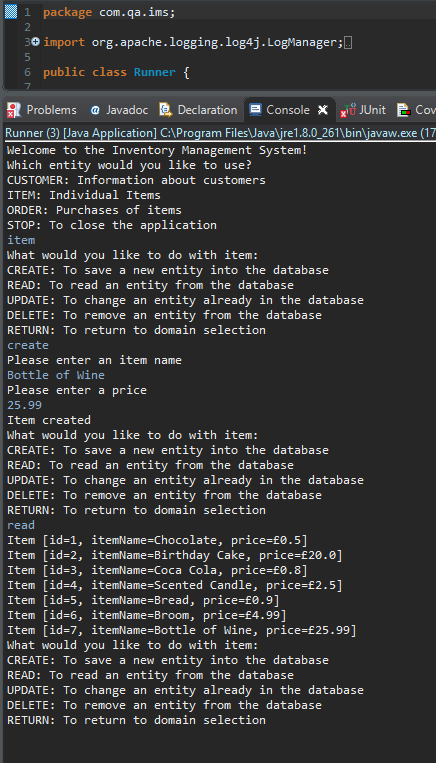 1 package com.qa.ims;
2
3 import org.apache.logging.log4j.LogManager;
5
6 public class Runner {
7
Problems Javadoc Declaration Console JUnit Cov
Runner (3) [Java Application] C:\Program Files\Java\jre1.8.0_261\bin\javaw.exe (17
Welcome to the Inventory Management System!
Which entity would you like to use?
CUSTOMER: Information about customers
ITEM: Individual Items
ORDER: Purchases of items
STOP: To close the application
item
What would you like to do with item:
CREATE: To save a new entity into the database
READ: To read an entity from the database
UPDATE: To change an entity already in the database
DELETE: To remove an entity from the database
RETURN: To return to domain selection
create
Please enter an item name
Bottle of Wine
Please enter a price
25.99
Item created
What would you like to do with item:
CREATE: To save a new entity into the database
READ: To read an entity from the database
UPDATE: To change an entity already in the database
DELETE: To remove an entity from the database
RETURN: To return to domain selection
read
Item [id=1, itemName=Chocolate, price=£0.5]
Item [id=2, itemName=Birthday Cake, price=£20.0]
Item [id=3, itemName=Coca Cola, price=£0.8]
Item [id=4, itemName=Scented Candle, price=£2.5]
Item [id=5, itemName=Bread, price=£0.9]
Item [id=6, itemName=Broom, price=£4.99]
Item [id=7, itemName=Bottle of Wine, price=£25.99]
What would you like to do with item:
CREATE: To save a new entity into the database
READ: To read an entity from the database
UPDATE: To change an entity already in the database
DELETE: To remove an entity from the database
RETURN: To return to domain selection